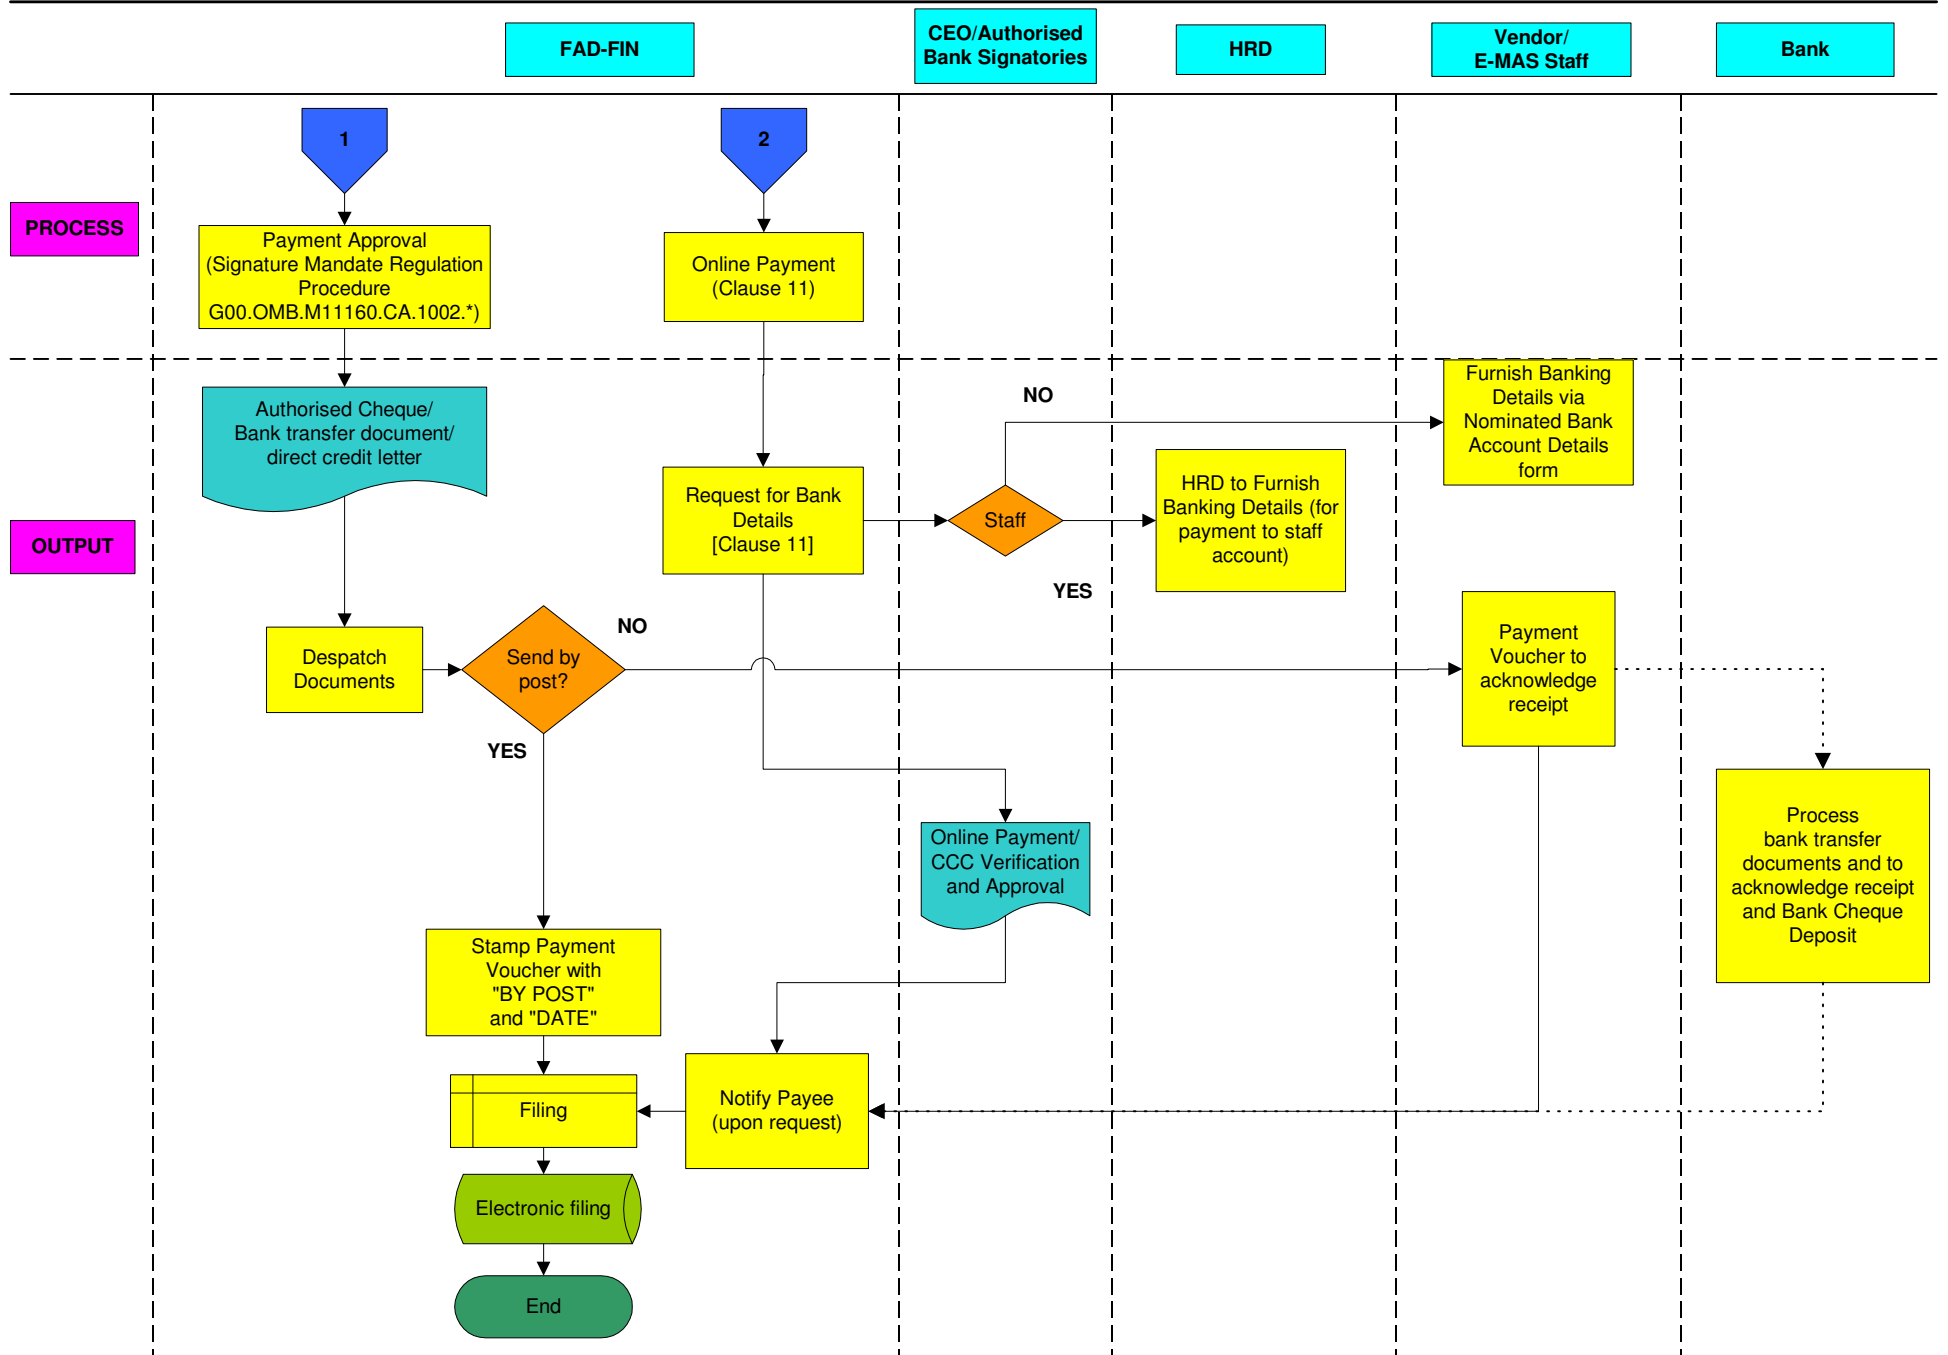 FAD-FIN
CEO/Authorised
Bank Signatories
HRD
Vendor/
E-MAS Staff
Bank
1
2
PROCESS
Payment Approval
(Signature Mandate Regulation
Procedure
G00.OMB.M11160.CA.1002.*)
Online Payment
(Clause 11)
Authorised Cheque/
Bank transfer document/
direct credit letter
NO
Furnish Banking
Details via
Nominated Bank
Account Details
form
OUTPUT
Request for Bank
Details
[Clause 11]
Staff
HRD to Furnish
Banking Details (for
payment to staff
account)
YES
Despatch
Documents
Send by
post?
NO
YES
Payment
Voucher to
acknowledge
receipt
Online Payment/
CCC Verification
and Approval
Process
bank transfer
documents and to
acknowledge receipt
and Bank Cheque
Deposit
Stamp Payment
Voucher with
"BY POST"
and "DATE"
Filing
Notify Payee
(upon request)
Electronic filing
End